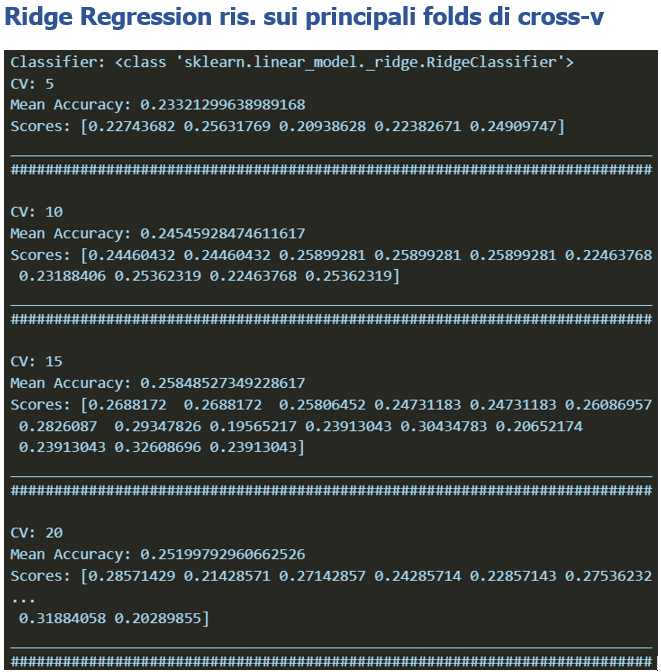 Ridge Regression ris. sui principali folds di cross-v
Classifier: <class 'sklearn.linear_model._ridge.RidgeClassifier'>
CV: 5
Mean Accuracy: 0.23321299638989168
Scores: [0.22743682 0.25631769 0.20938628 0.22382671 0.24909747]
________________________________________________________________________
########################################################################
CV: 10
Mean Accuracy: 0.24545928474611617
Scores: [0.24460432 0.24460432 0.25899281 0.25899281 0.25899281 0.22463768
0.23188406 0.25362319 0.22463768 0.25362319]
________________________________________________________________________
########################################################################
CV: 15
Mean Accuracy: 0.25848527349228617
Scores: [0.2688172  0.2688172  0.25806452 0.24731183 0.24731183 0.26086957
0.2826087  0.29347826 0.19565217 0.23913043 0.30434783 0.20652174
0.23913043 0.32608696 0.23913043]
________________________________________________________________________
########################################################################
CV: 20
Mean Accuracy: 0.25199792960662526
Scores: [0.28571429 0.21428571 0.27142857 0.24285714 0.22857143 0.27536232
...
0.31884058 0.20289855]
________________________________________________________________________
########################################################################